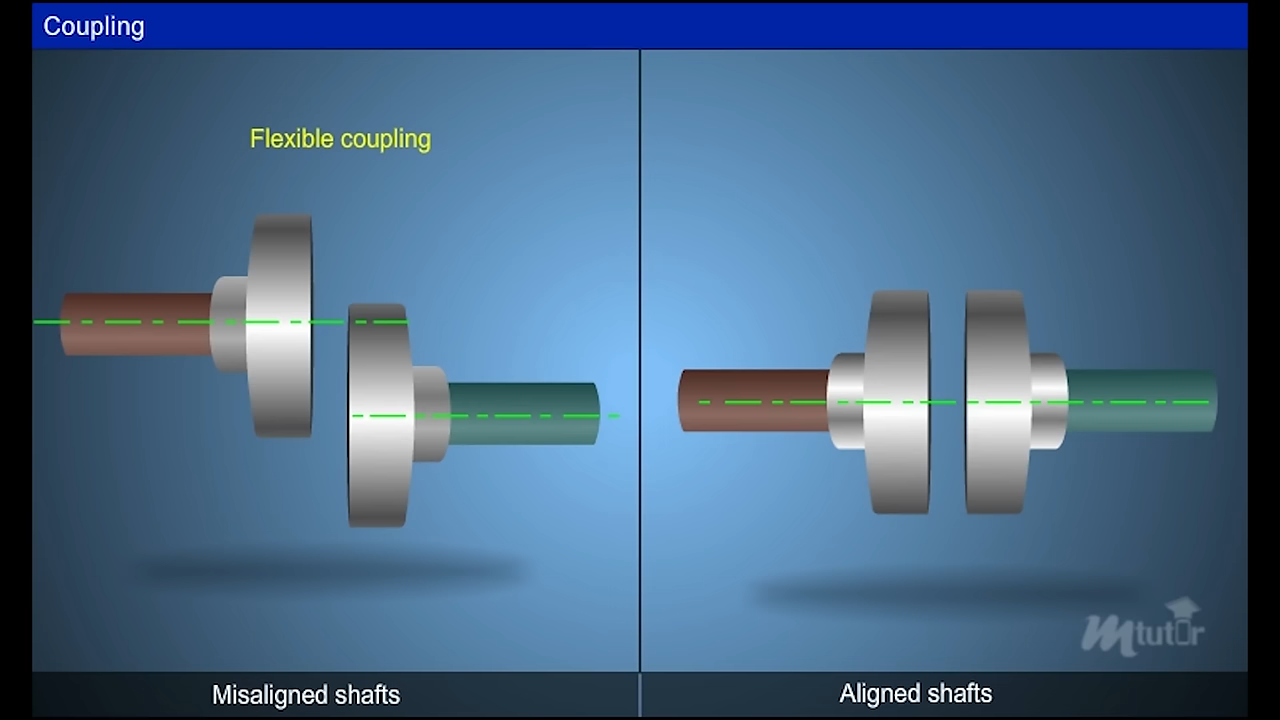 Coupling
Flexible coupling
Misaligned shafts
Aligned shafts
Mtutor